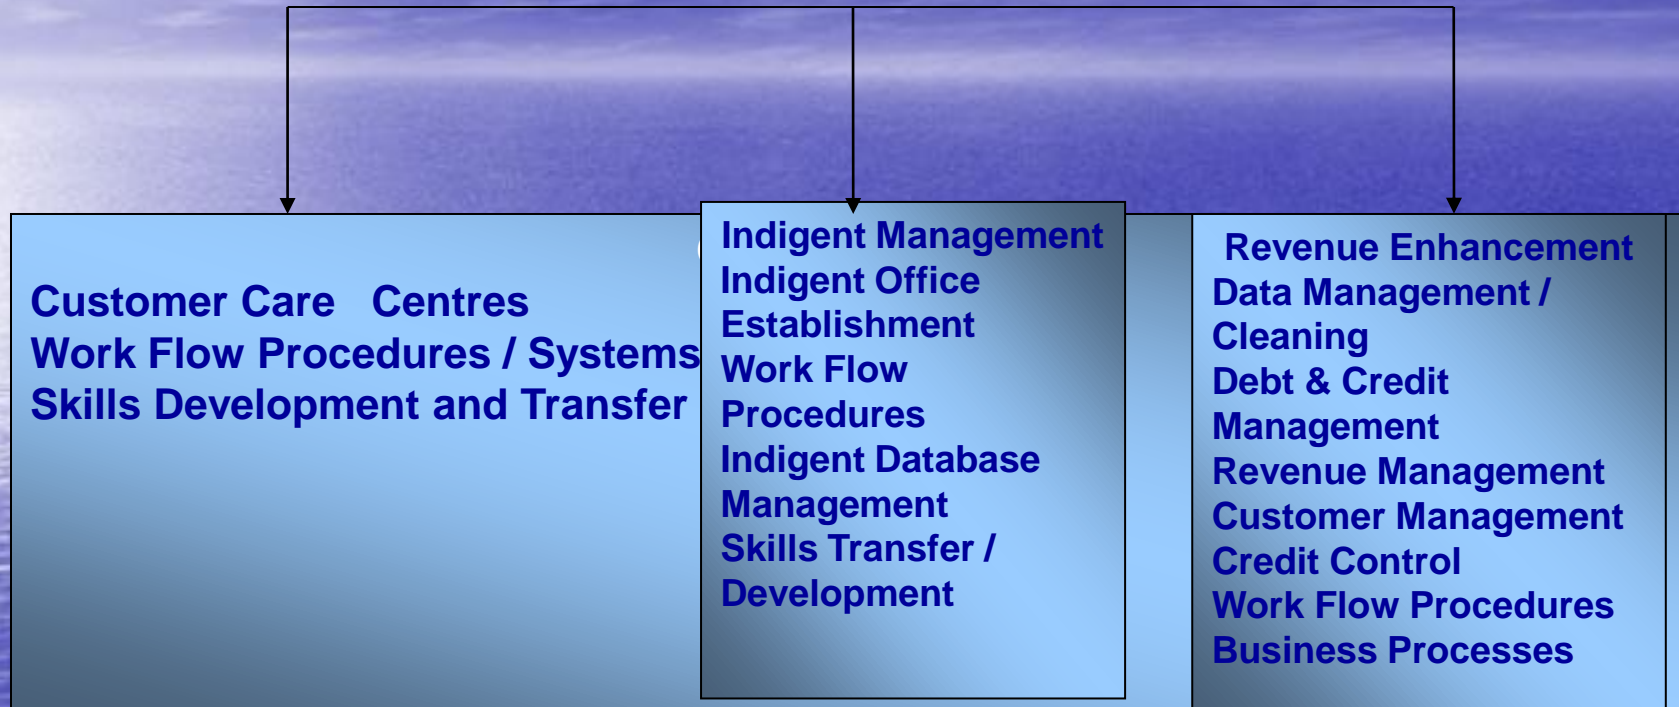 Customer Care   Centres
Work Flow Procedures / Systems
Skills Development and Transfer
Indigent Management
Indigent Office
Establishment
Work Flow
Procedures
Indigent Database
Management
Skills Transfer /
Development
Revenue Enhancement
Data Management /
Cleaning
Debt & Credit
Management
Revenue Management
Customer Management
Credit Control
Work Flow Procedures
Business Processes